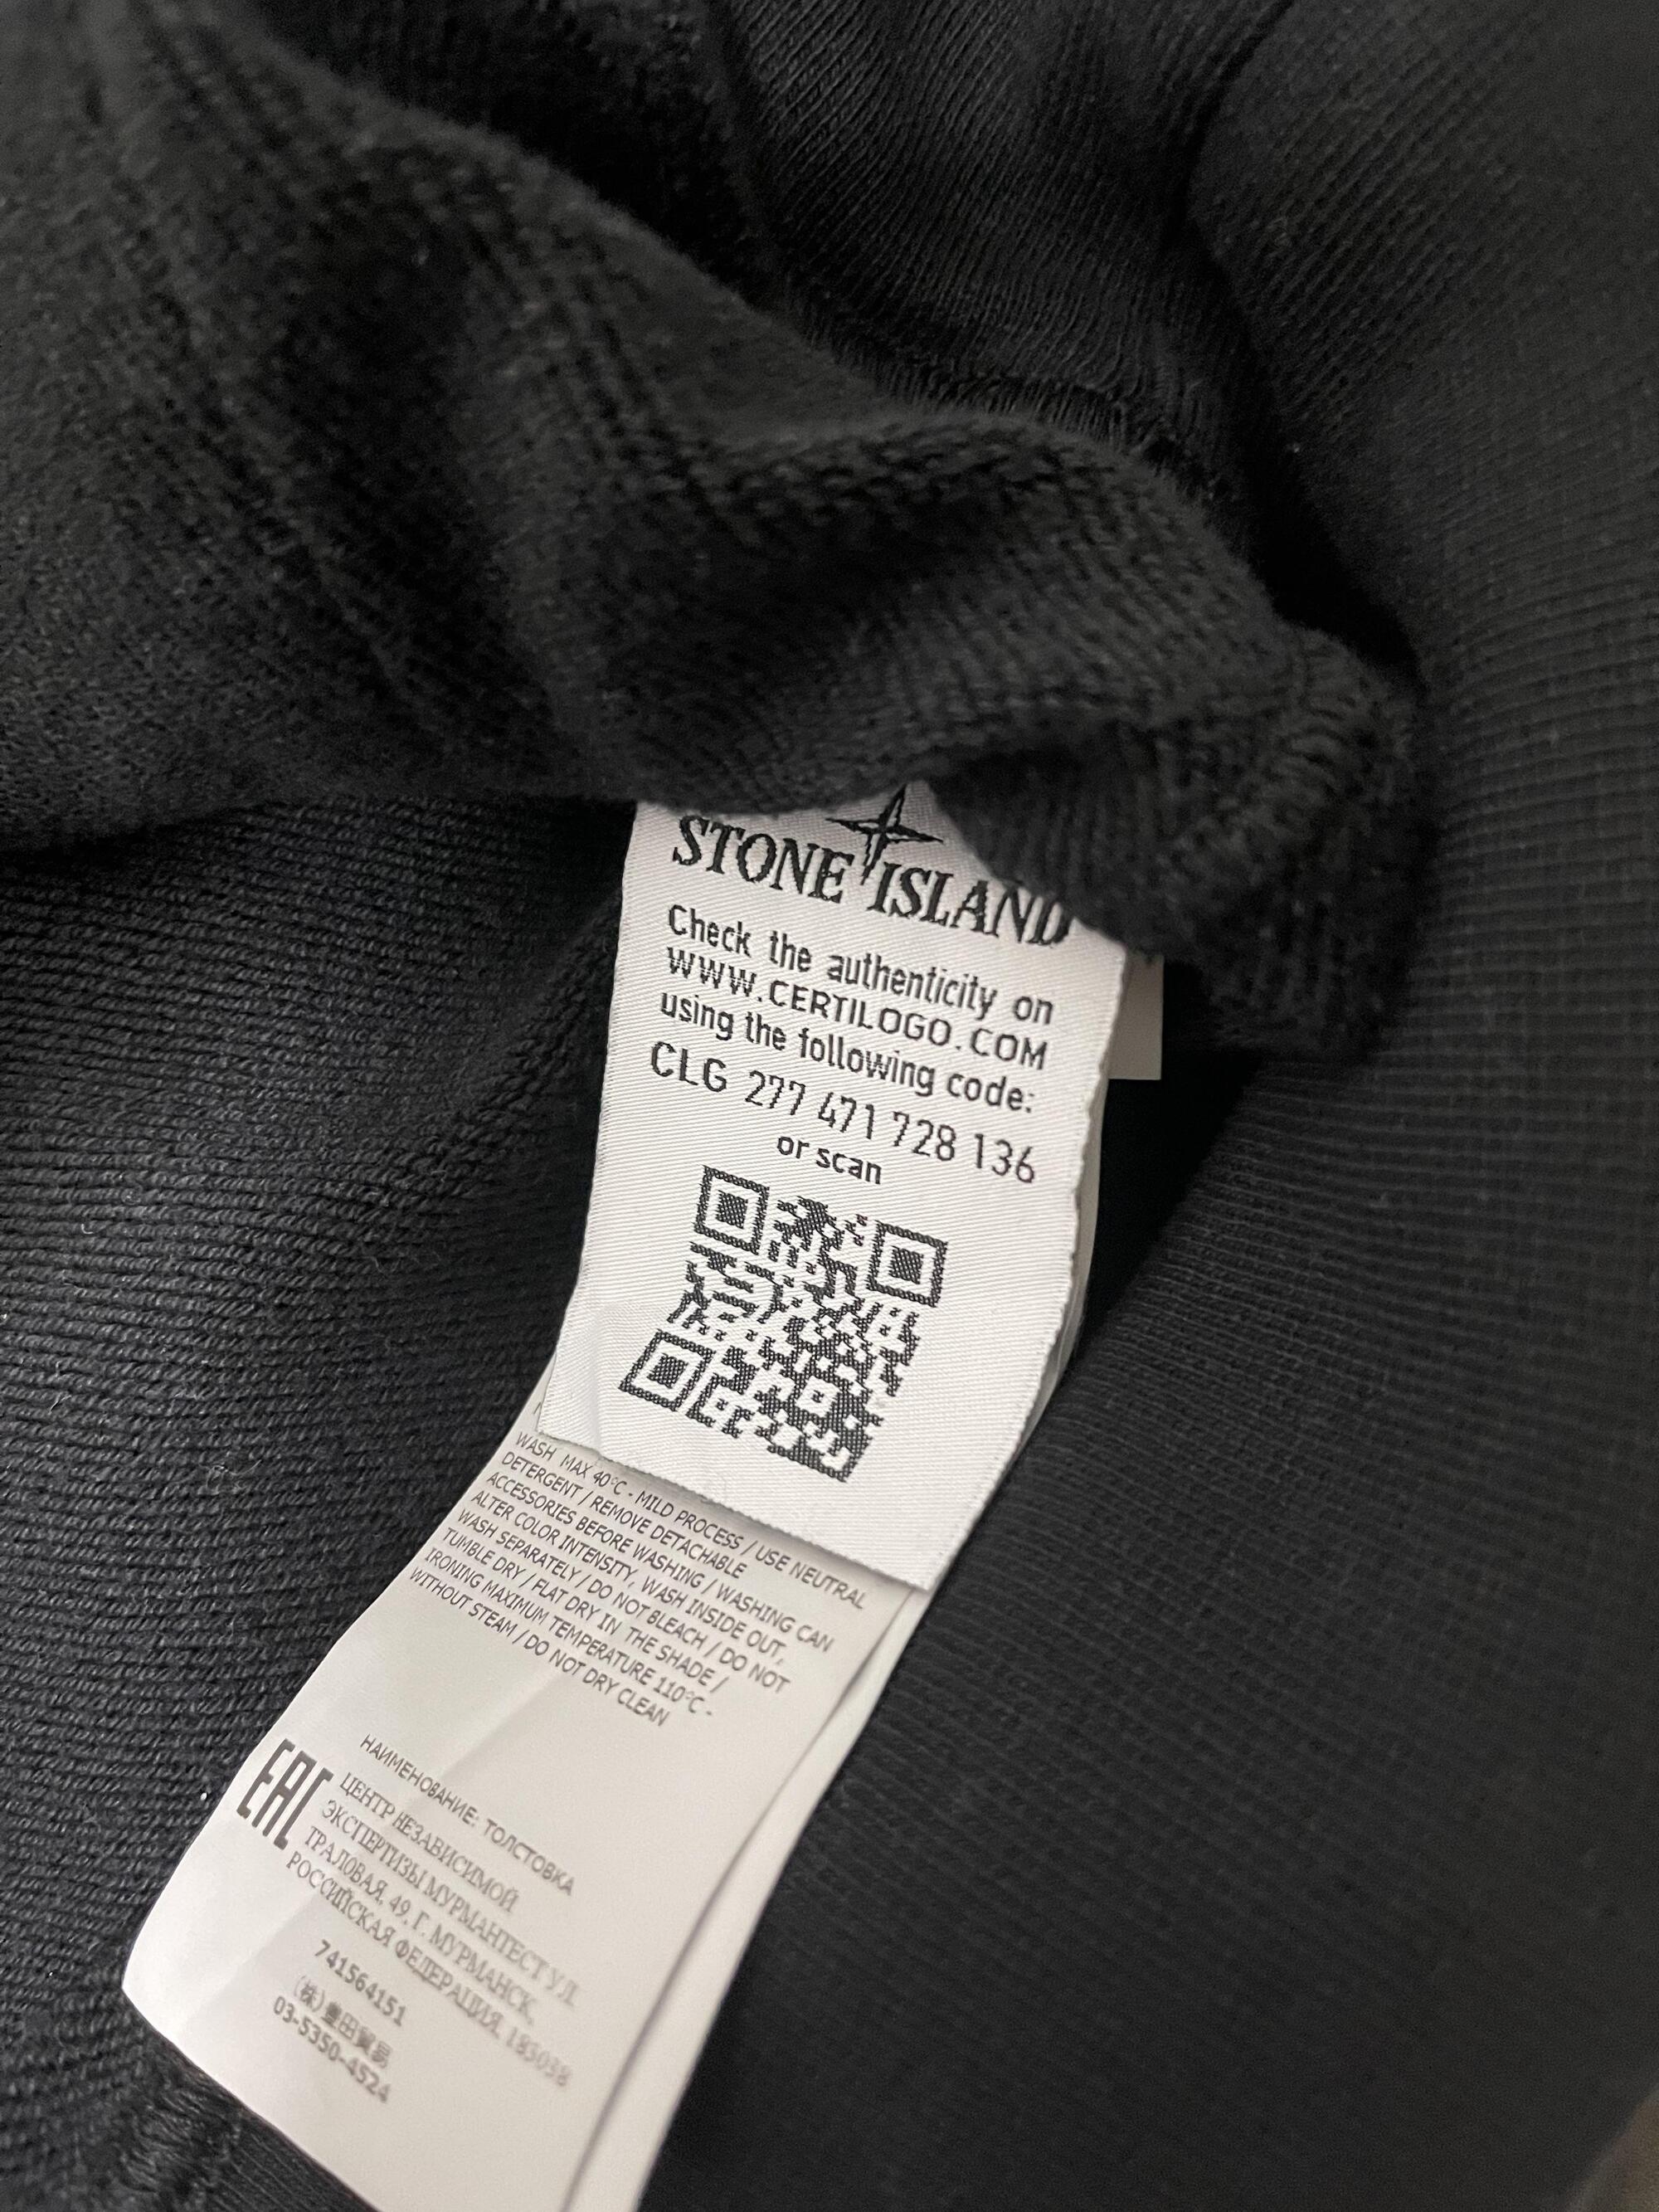 STONE ISLAND
Check the authenticity on
WWW.CERTILOGO.COM
using the following code:
CLG 277 471 728 136
or scan
WASH MAX 40°C - MILD PROCESS / USE NEUTRAL
DETERGENT / REMOVE DETACHABLE
ACCESSORIES BEFORE WASHING / WASHING CAN
ALTER COLOR INTENSITY, WASH INSIDE OUT,
WASH SEPARATELY / DO NOT BLEACH / DO NOT
TUMBLE DRY / FLAT DRY IN THE SHADE /
IRONING MAXIMUM TEMPERATURE 110°C -
WITHOUT STEAM / DO NOT DRY CLEAN
НАИМЕНОВАНИЕ: ТОЛСТОВКА
EAC
ЦЕНТР НЕЗАВИСИМОЙ
ЭКСПЕРТИЗЫ МУРМАНТЕСТ УЛ.
ТРАЛОВАЯ, 49, Г. МУРМАНСК,
РОССИЙСКАЯ ФЕДЕРАЦИЯ, 183038
741564151
(株)豊田貿易
03-5350-4524